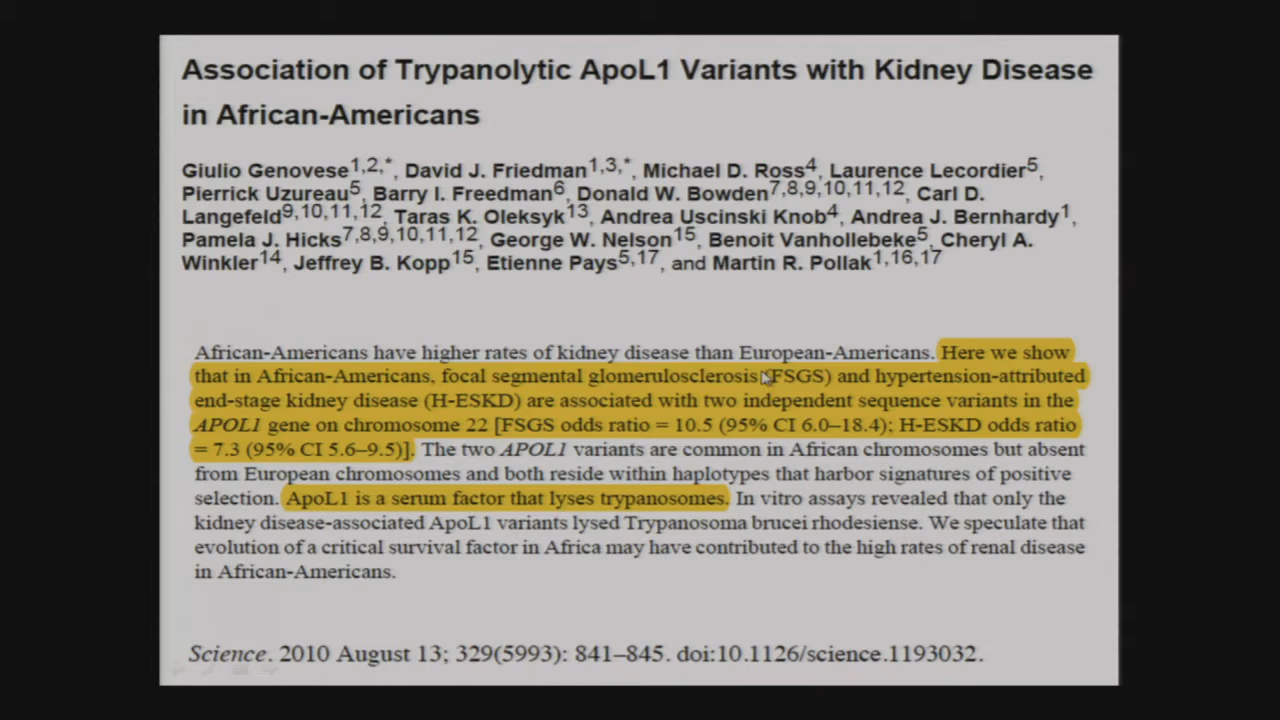 Association of Trypanolytic ApoL1 Variants with Kidney Disease
in African-Americans
Giulio Genovese1,2,*, David J. Friedman1,3,*, Michael D. Ross4, Laurence Lecordier5,
Pierrick Uzureau5, Barry I. Freedman6, Donald W. Bowden7,8,9,10,11,12, Carl D.
Langefeld9,10,11,12, Taras K. Oleksyk13, Andrea Uscinski Knob4, Andrea J. Bernhardy1,
Pamela J. Hicks7,8,9,10,11,12, George W. Nelson15, Benoit Vanhollebeke5, Cheryl A.
Winkler14, Jeffrey B. Kopp15, Etienne Pays5,17, and Martin R. Pollak1,16,17
African-Americans have higher rates of kidney disease than European-Americans. Here we show
that in African-Americans, focal segmental glomerulosclerosis (FSGS) and hypertension-attributed
end-stage kidney disease (H-ESKD) are associated with two independent sequence variants in the
APOL1 gene on chromosome 22 [FSGS odds ratio = 10.5 (95% CI 6.0–18.4); H-ESKD odds ratio
= 7.3 (95% CI 5.6–9.5)]. The two APOL1 variants are common in African chromosomes but absent
from European chromosomes and both reside within haplotypes that harbor signatures of positive
selection. ApoL1 is a serum factor that lyses trypanosomes. In vitro assays revealed that only the
kidney disease-associated ApoL1 variants lysed Trypanosoma brucei rhodesiense. We speculate that
evolution of a critical survival factor in Africa may have contributed to the high rates of renal disease
in African-Americans.
Science. 2010 August 13; 329(5993): 841–845. doi:10.1126/science.1193032.